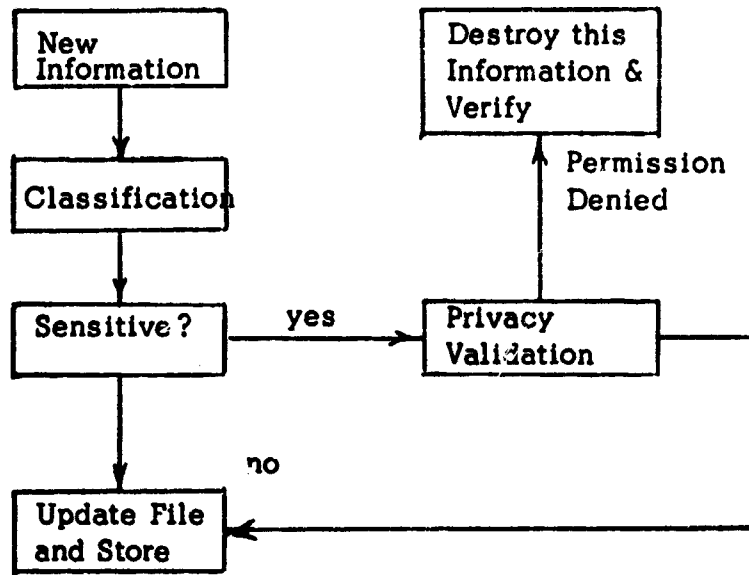 New
Information
Destroy this
Information &
Verify
Permission
Denied
Classification
Sensitive?
yes
Privacy
Validation
no
Update File
and Store